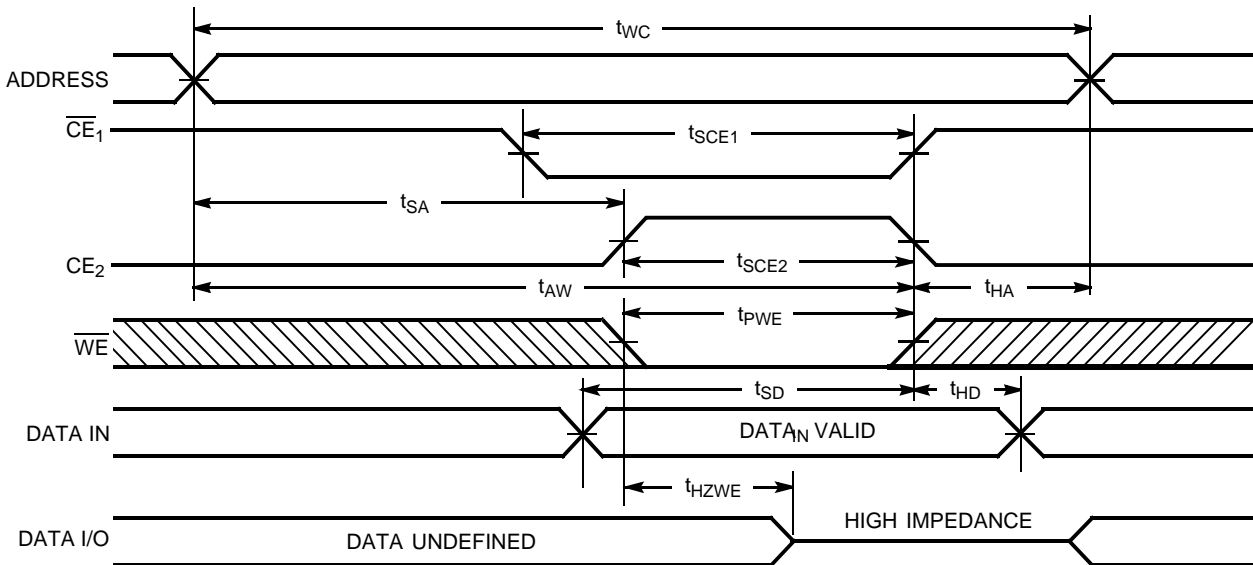 tWC
ADDRESS
CE1
tSCE1
tSA
CE2
tSCE2
tAW
tHA
tPWE
WE
tSD
tHD
DATA IN
DATAIN VALID
tHZWE
HIGH IMPEDANCE
DATA I/O
DATA UNDEFINED